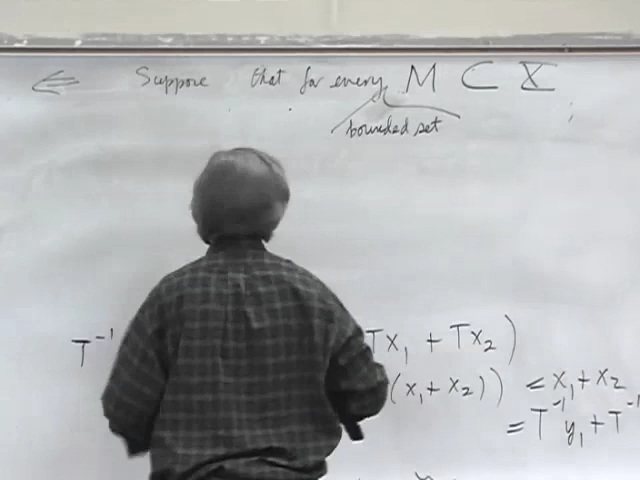 ⇐ Suppose that for every M ⊂ X
bounded set
T⁻¹ Tx₁ + Tx₂)
(x₁+x₂)) = x₁+x₂
= T⁻¹y₁ + T⁻¹